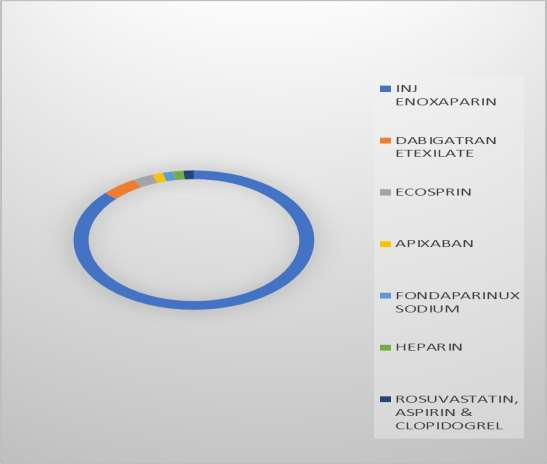 INJ
ENOXAPARIN
DABIGATRAN
ETEXILATE
ECOSPRIN
APIXABAN
FONDAPARINUX
SODIUM
HEPARIN
ROSUVASTATIN,
ASPIRIN &
CLOPIDOGREL